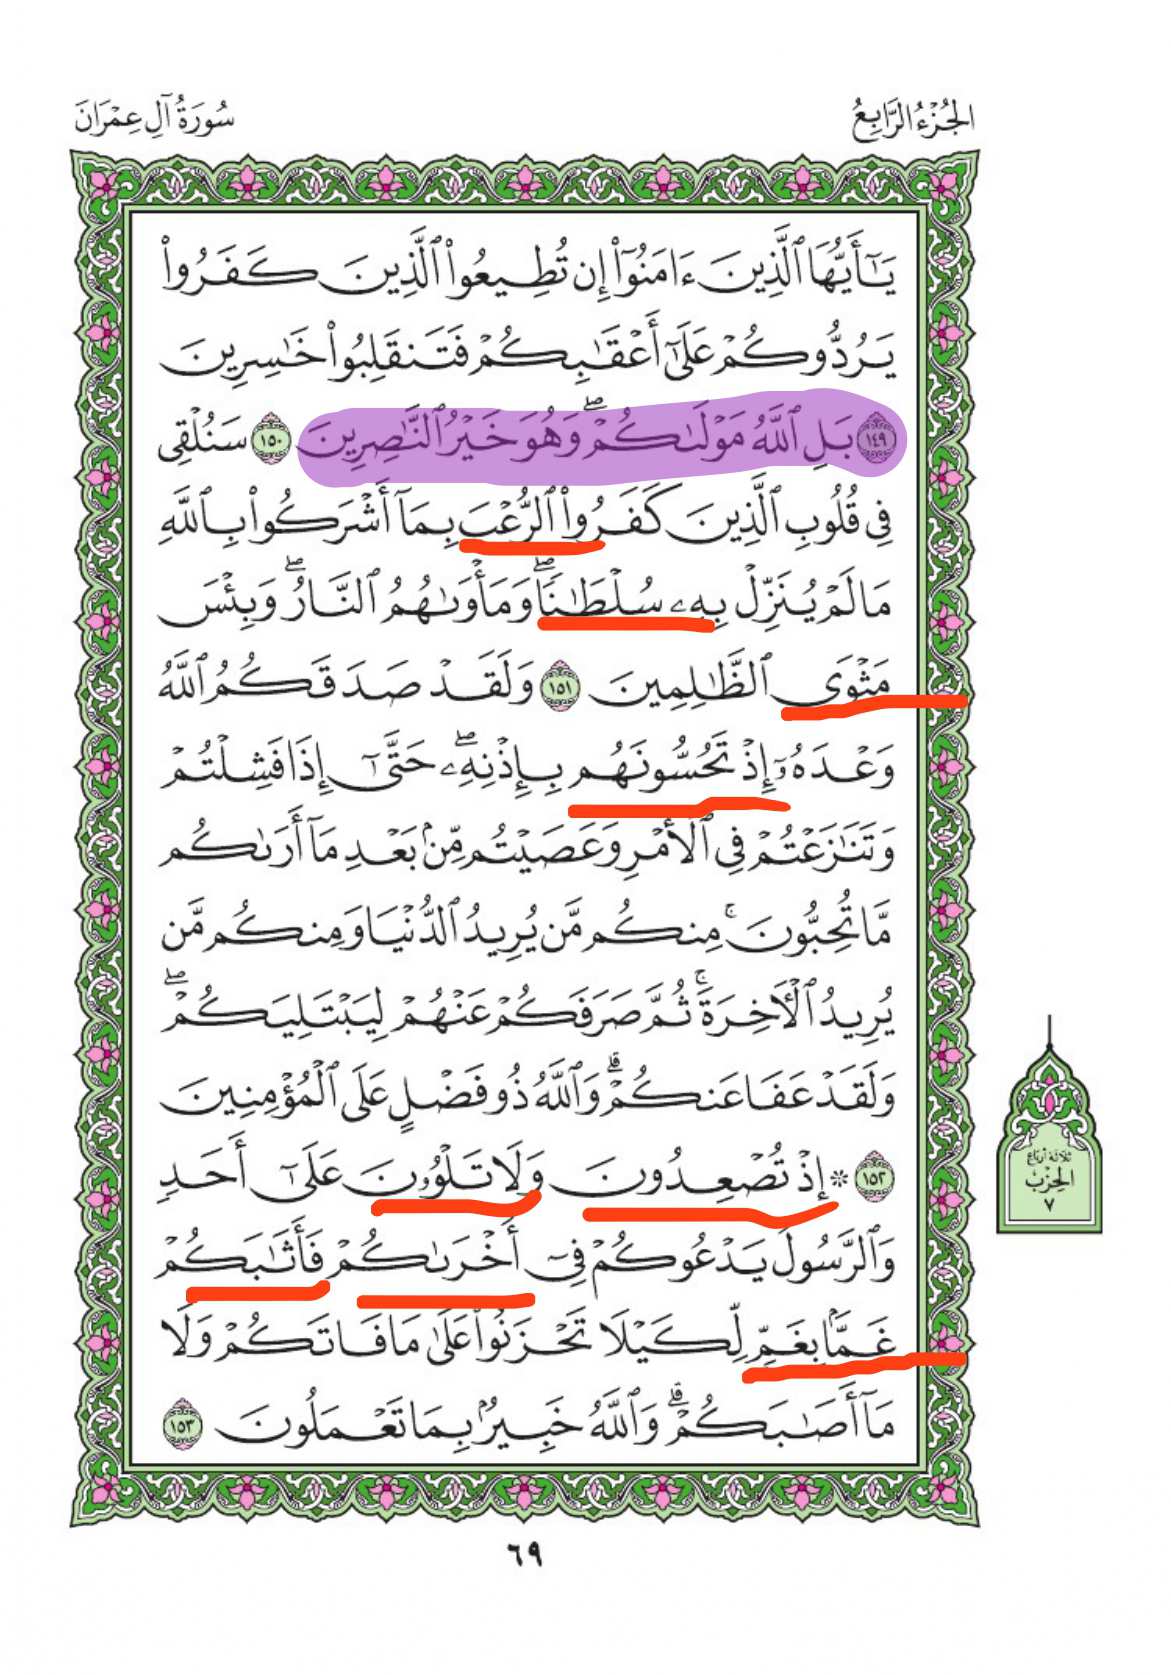 الجُزْءُ الرَّابِعُ
سُورَةُ آلِ عِمْرَانَ
يَـٰٓأَيُّهَا ٱلَّذِينَ ءَامَنُوٓا۟ إِن تُطِيعُوا۟ ٱلَّذِينَ كَفَرُوا۟
يَرُدُّوكُمْ عَلَىٰٓ أَعْقَـٰبِكُمْ فَتَنقَلِبُوا۟ خَـٰسِرِينَ
١٤٩ بَلِ ٱللَّهُ مَوْلَىٰكُمْ ۖ وَهُوَ خَيْرُ ٱلنَّـٰصِرِينَ ١٥٠ سَنُلْقِى
فِى قُلُوبِ ٱلَّذِينَ كَفَرُوا۟ ٱلرُّعْبَ بِمَآ أَشْرَكُوا۟ بِٱللَّهِ
مَا لَمْ يُنَزِّلْ بِهِۦ سُلْطَـٰنًا ۖ وَمَأْوَىٰهُمُ ٱلنَّارُ ۖ وَبِئْسَ
مَثْوَى ٱلظَّـٰلِمِينَ ١٥١ وَلَقَدْ صَدَقَكُمُ ٱللَّهُ
وَعْدَهُۥٓ إِذْ تَحُسُّونَهُم بِإِذْنِهِۦ ۖ حَتَّىٰٓ إِذَا فَشِلْتُمْ
وَتَنَـٰزَعْتُمْ فِى ٱلْأَمْرِ وَعَصَيْتُم مِّنۢ بَعْدِ مَآ أَرَىٰكُم
مَّا تُحِبُّونَ ۚ مِنكُم مَّن يُرِيدُ ٱلدُّنْيَا وَمِنكُم مَّن
يُرِيدُ ٱلْـَٔاخِرَةَ ۚ ثُمَّ صَرَفَكُمْ عَنْهُمْ لِيَبْتَلِيَكُمْ ۖ
وَلَقَدْ عَفَا عَنكُمْ ۗ وَٱللَّهُ ذُو فَضْلٍ عَلَى ٱلْمُؤْمِنِينَ
١٥٢ * إِذْ تُصْعِدُونَ وَلَا تَلْوُۥنَ عَلَىٰٓ أَحَدٍ
وَٱلرَّسُولُ يَدْعُوكُمْ فِىٓ أُخْرَىٰكُمْ فَأَثَـٰبَكُمْ
غَمًّۢا بِغَمٍّ لِّكَيْلَا تَحْزَنُوا۟ عَلَىٰ مَا فَاتَكُمْ وَلَا
مَآ أَصَـٰبَكُمْ ۗ وَٱللَّهُ خَبِيرٌۢ بِمَا تَعْمَلُونَ ١٥٣
ثلاثة أرباع
الحِزْب
٧
٦٩